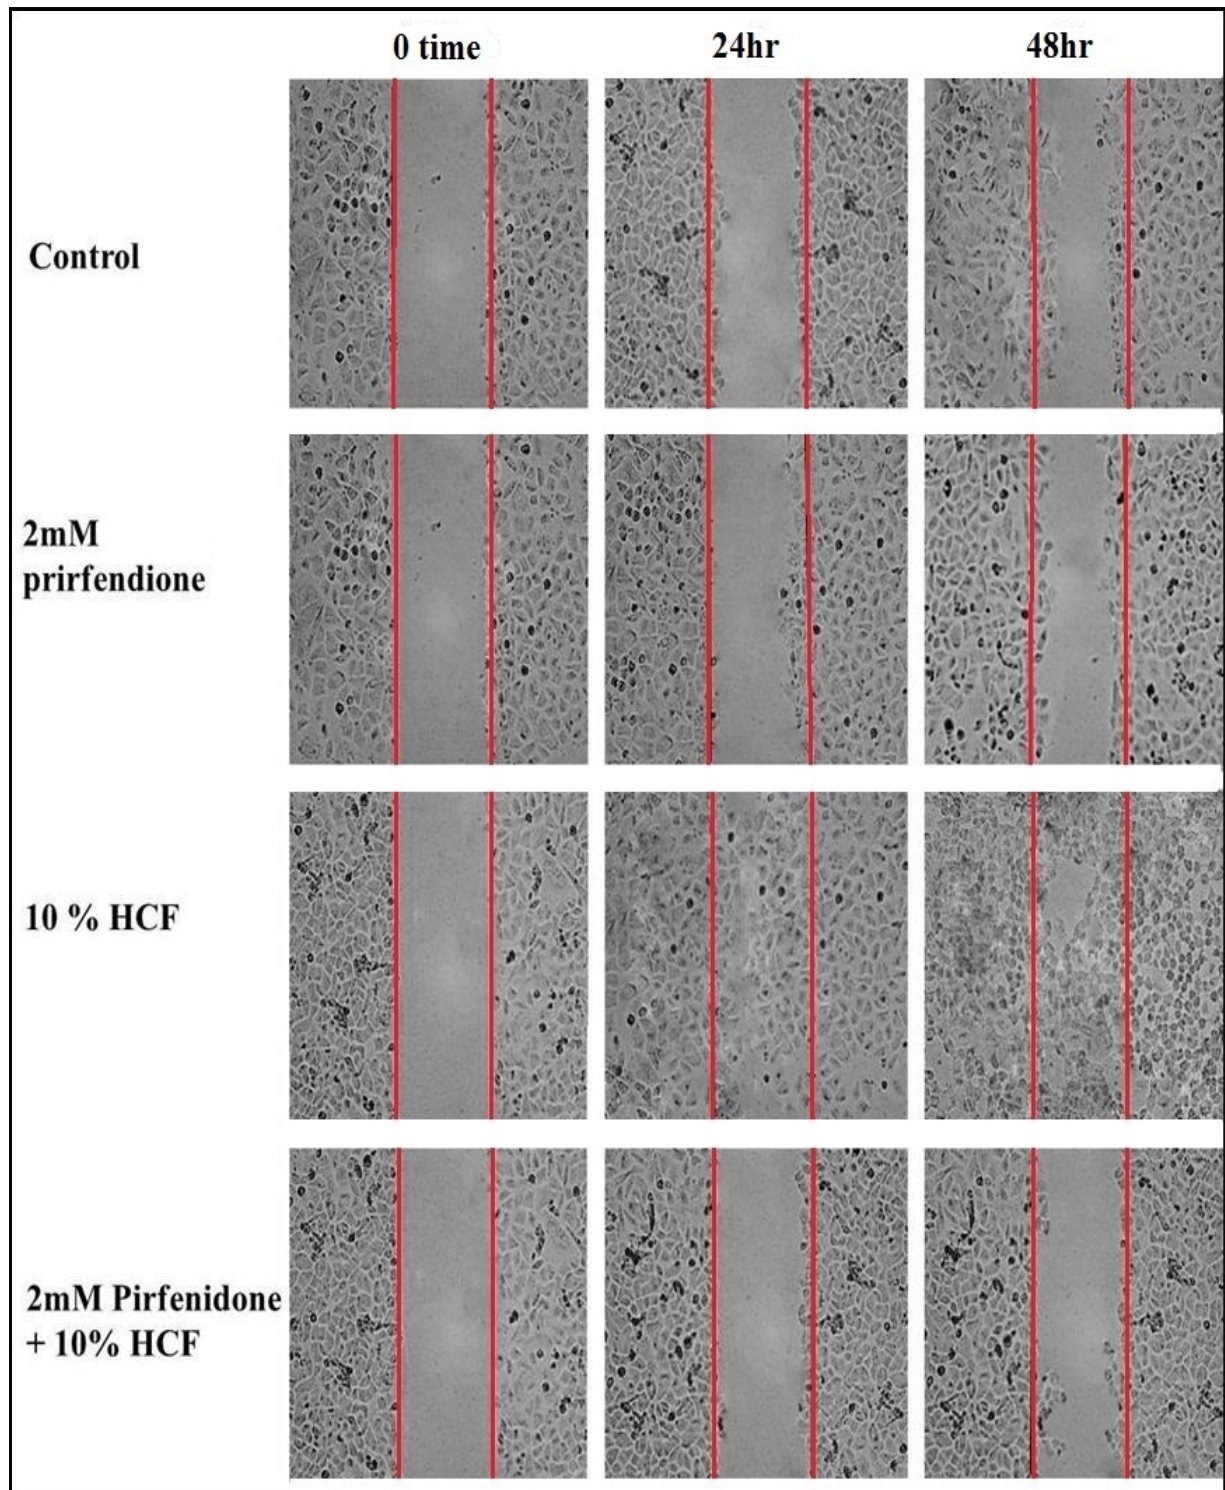 0 time 24hr 48hr
Control
2mM
prirfendione
10 % HCF
2mM Pirfenidone
+ 10% HCF